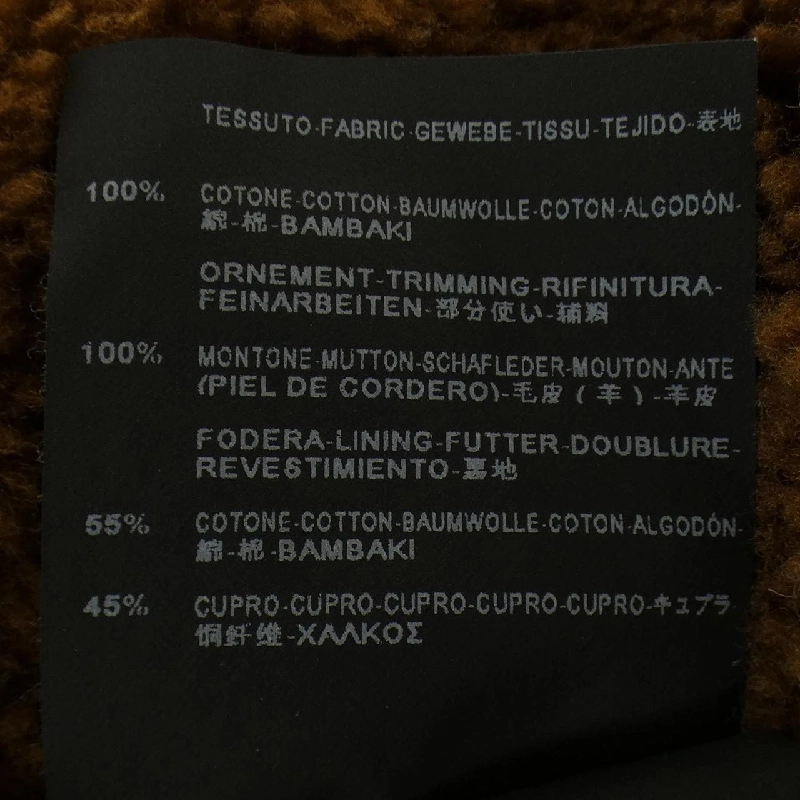 TESSUTO-FABRIC-GEWEBE-TISSU-TEJIDO-表地
100% COTONE-COTTON-BAUMWOLLE-COTON-ALGODÓN-
綿-棉-BAMBAKI
ORNEMENT-TRIMMING-RIFINITURA-
FEINARBEITEN-部分使い-辅料
100% MONTONE-MUTTON-SCHAFLEDER-MOUTON-ANTE
(PIEL DE CORDERO)-毛皮(羊)-羊皮
FODERA-LINING-FUTTER-DOUBLURE-
REVESTIMIENTO-裏地
55% COTONE-COTTON-BAUMWOLLE-COTON-ALGODÓN-
綿-棉-BAMBAKI
45% CUPRO-CUPRO-CUPRO-CUPRO-CUPRO-キュプラ
铜纤维-ΧΑΛΚΟΣ